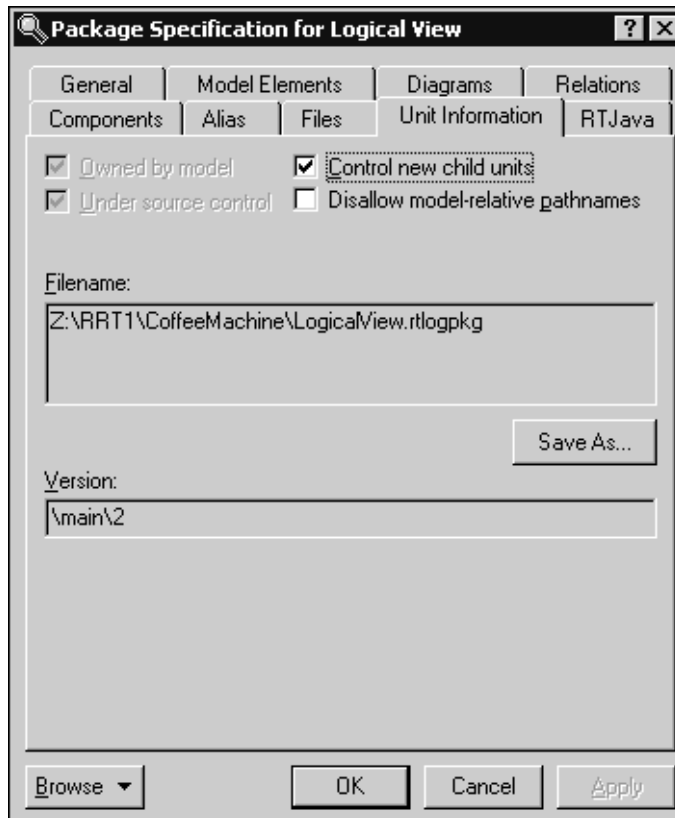 Package Specification for Logical View
General Model Elements Diagrams Relations
Components Alias Files Unit Information RTJava
Owned by model Control new child units
Under source control Disallow model-relative pathnames
Filename:
Z:\RRT1\CoffeeMachine\LogicalView.rtlogpkg
Save As...
Version:
\main\2
Browse OK Cancel Apply